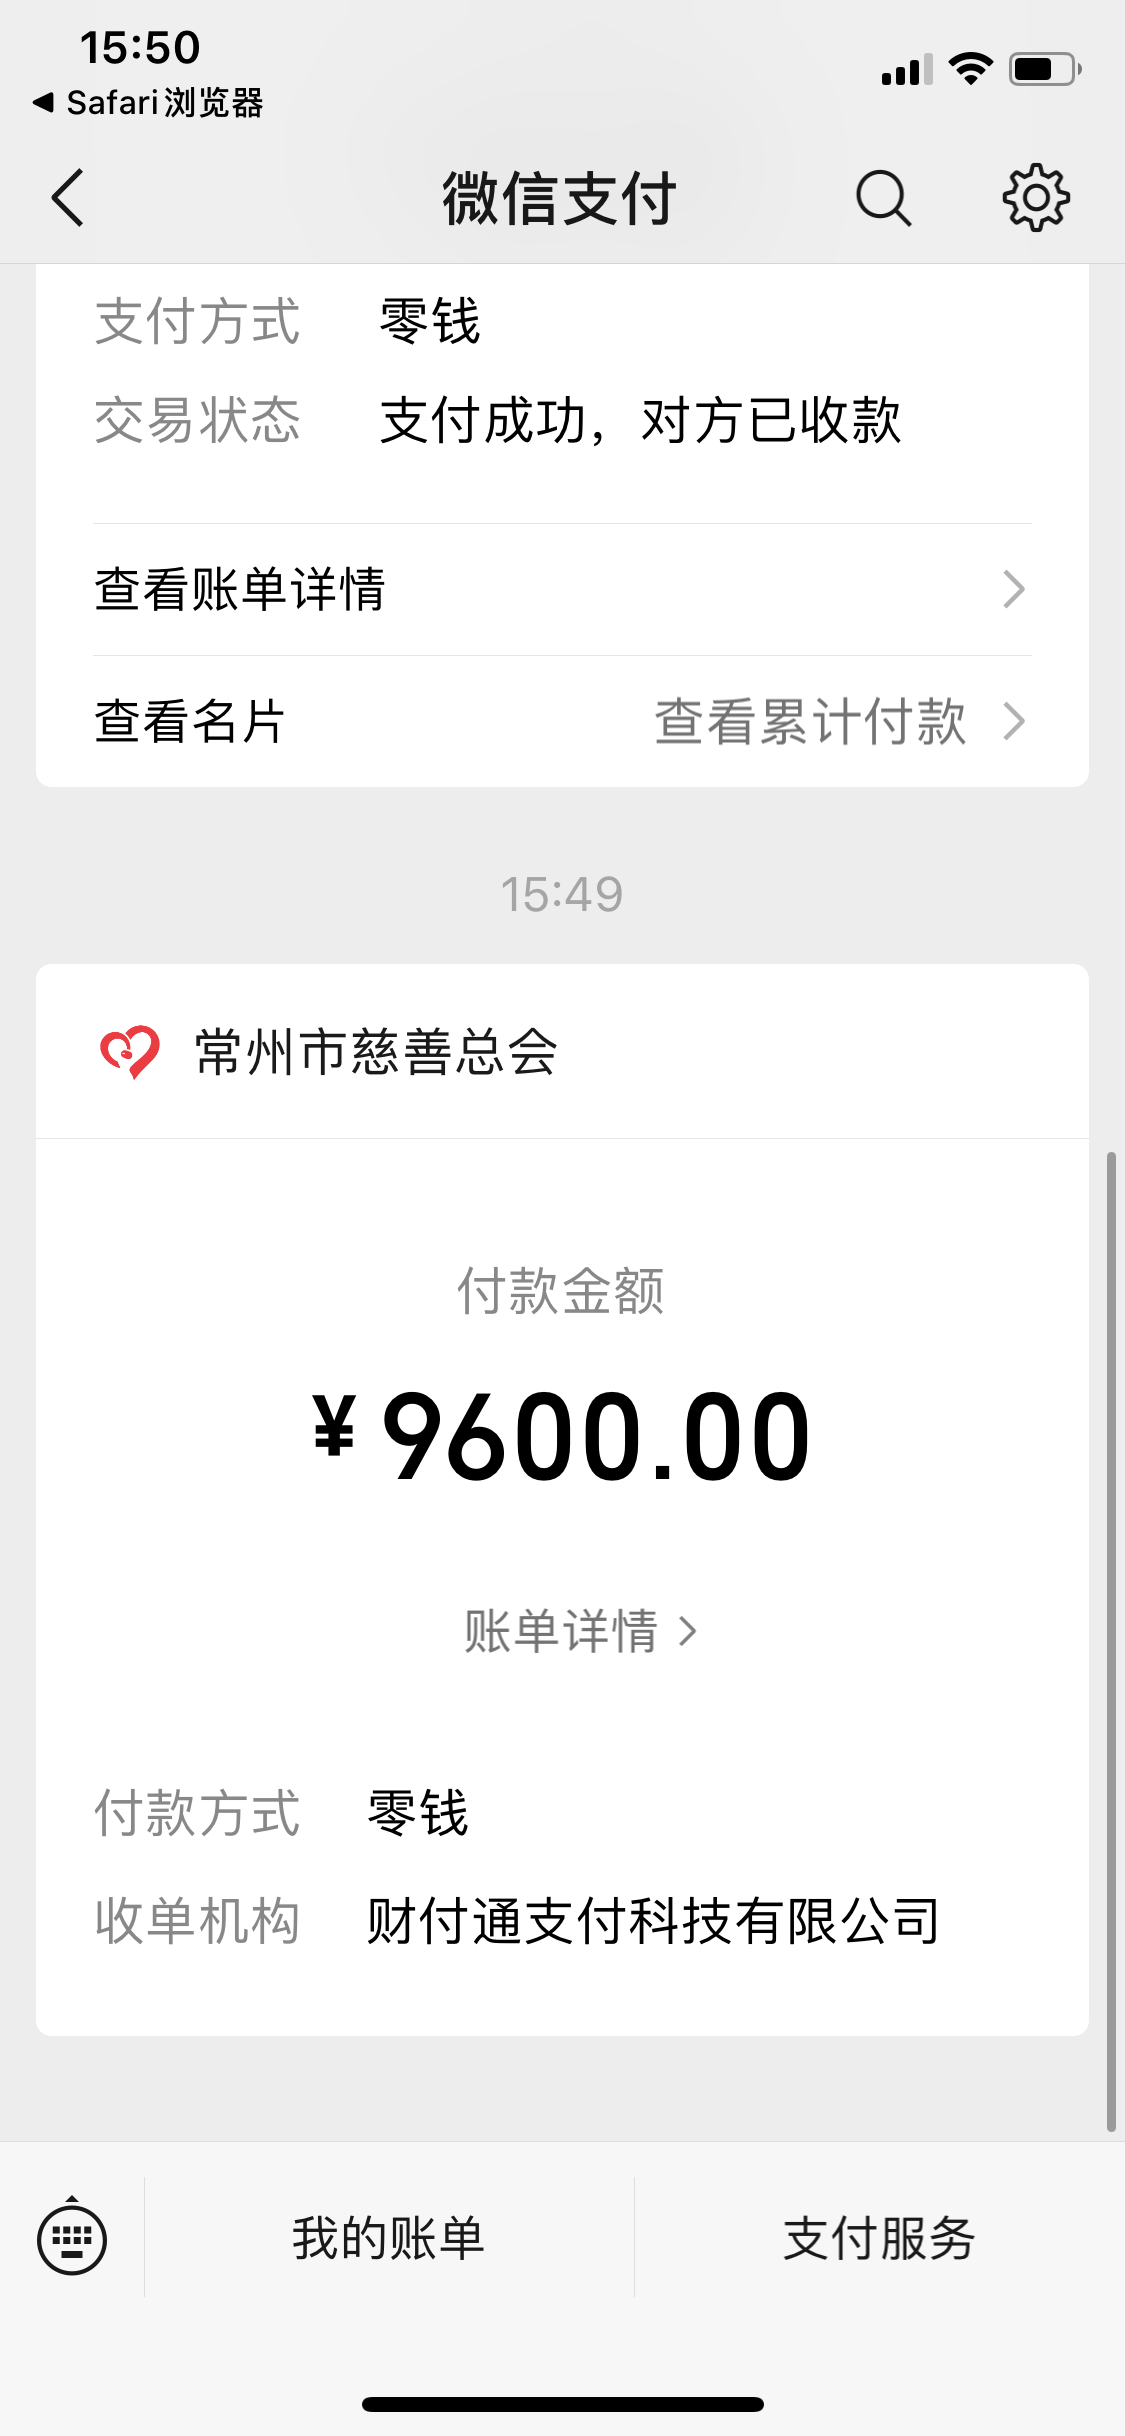 15:50
Safari浏览器
微信支付
支付方式 零钱
交易状态 支付成功，对方已收款
查看账单详情
查看名片 查看累计付款
15:49
常州市慈善总会
付款金额
¥9600.00
账单详情
付款方式 零钱
收单机构 财付通支付科技有限公司
我的账单 支付服务